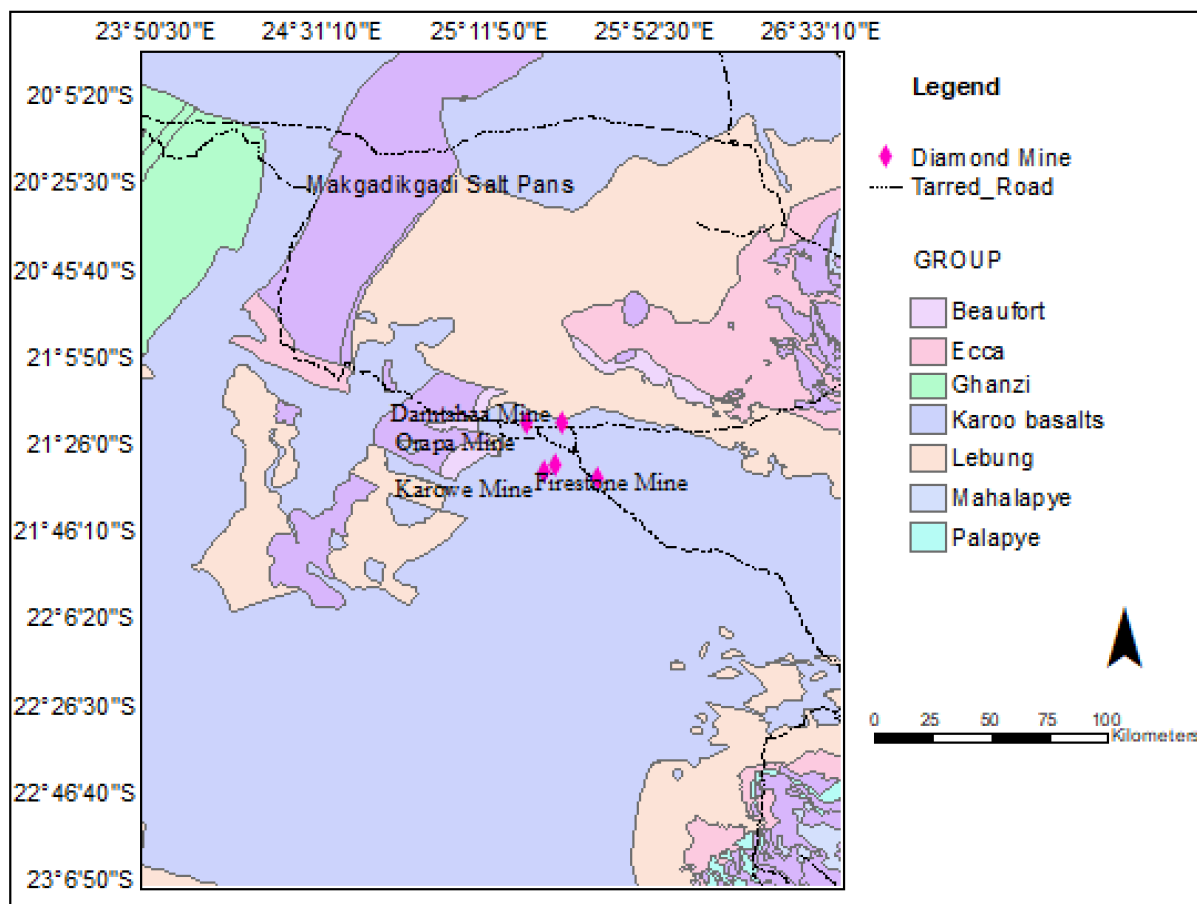 23°50'30"E 24°31'10"E 25°11'50"E 25°52'30"E 26°33'10"E
20°5'20"S
20°25'30"S
20°45'40"S
21°5'50"S
21°26'0"S
21°46'10"S
22°6'20"S
22°26'30"S
22°46'40"S
23°6'50"S
Makgadikgadi Salt Pans
Damtshaa Mine
Orapa Mine
Karowe Mine
Firestone Mine
Legend
Diamond Mine
Tarred_Road
GROUP
Beaufort
Ecca
Ghanzi
Karoo basalts
Lebung
Mahalapye
Palapye
0 25 50 75 100
Kilometers